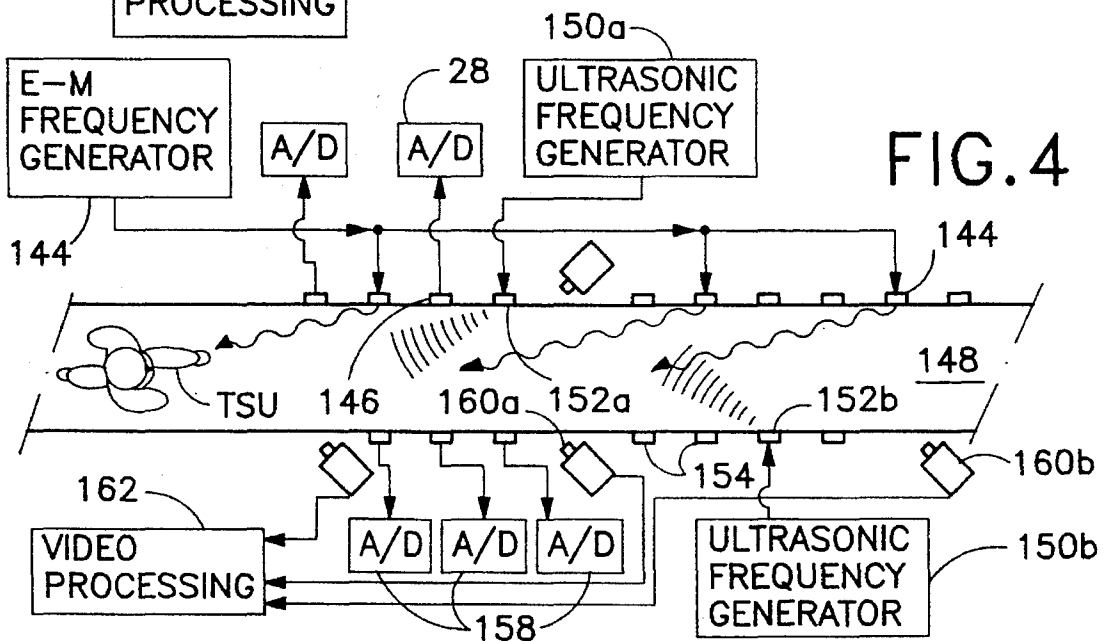 PROCESSING
150a
E-M
FREQUENCY
GENERATOR
28
ULTRASONIC
FREQUENCY
GENERATOR
A/D
A/D
FIG.4
144
144
148
TSU
146
160a
152a
152b
154
160b
162
VIDEO
PROCESSING
A/D
A/D
A/D
ULTRASONIC
FREQUENCY
GENERATOR
150b
158